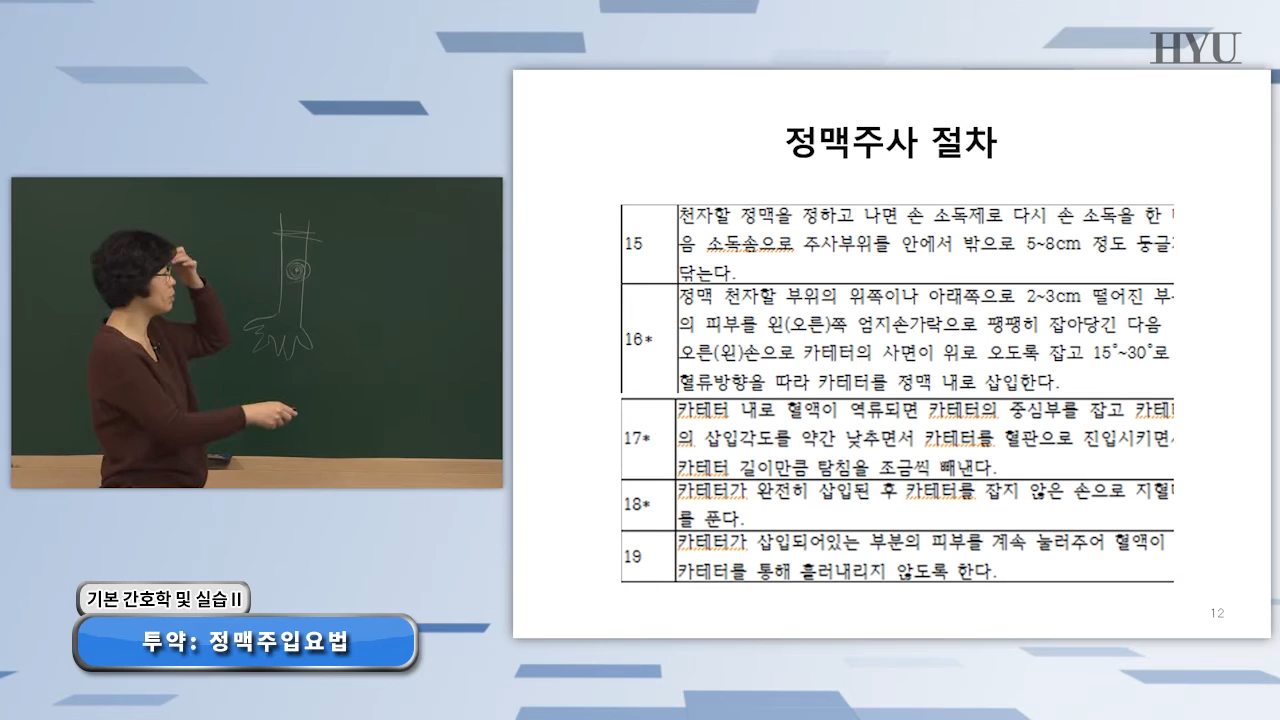 HYU
정맥주사 절차
15
천자할 정맥을 정하고 나면 손 소독제로 다시 손 소독을 한
음 소독솜으로 주사부위를 안에서 밖으로 5~8cm 정도
닦는다.
16*
정맥 천자할 부위의 위쪽이나 아래쪽으로 2~3cm 떨어진
의 피부를 왼(오른)쪽 엄지손가락으로 팽팽히 잡아당긴 다음
오른(왼)손으로 카테터의 사면이 위로 오도록 잡고 15°~30°로
혈류방향을 따라 카테터를 정맥 내로 삽입한다.
17*
카테터 내로 혈액이 역류되면 카테터의 중심부를 잡고
의 삽입각도를 약간 낮추면서 카테터를 혈관으로
카테터 길이만큼 탐침을 조금씩 빼낸다.
18*
카테터가 완전히 삽입된 후 카테터를 잡지 않은 손으로
를 푼다.
19
카테터가 삽입되어있는 부분의 피부를 계속 눌러주어 혈액이
카테터를 통해 흘러내리지 않도록 한다.
12
기본 간호학 및 실습 II
투약: 정맥주입요법